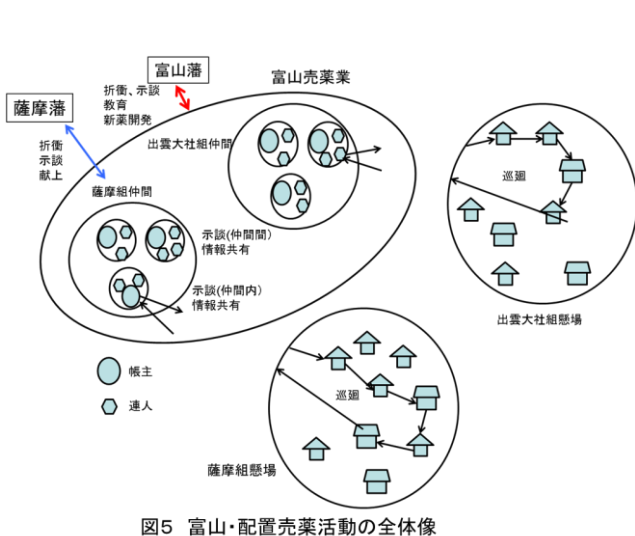 富山藩
富山売薬業
薩摩藩
折衝、示談
教育
新薬開発
折衝
示談
献上
出雲大社組仲間
薩摩組仲間
示談(仲間間)
情報共有
示談(仲間内)
情報共有
巡廻
出雲大社組懸場
帳主
連人
巡廻
薩摩組懸場
図5 富山・配置売薬活動の全体像